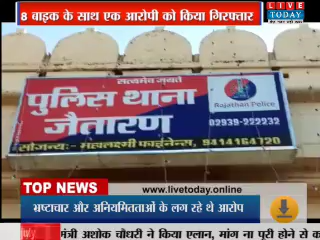 8 बाइक के साथ एक आरोपी को किया गिरफ्तार
LIVE
TODAY
सत्यमेव जयते
पुलिस थाना
जैतारण
Rajathan Police
02939-222232
सौजन्य:- महालक्ष्मी फाईनेन्स, 9414164720
TOP NEWS
www.livetoday.online
भ्रष्टाचार और अनियमितताओं के लग रहे थे आरोप
मंत्री अशोक चौधरी ने किया एलान, मांग ना पूरी होने से क